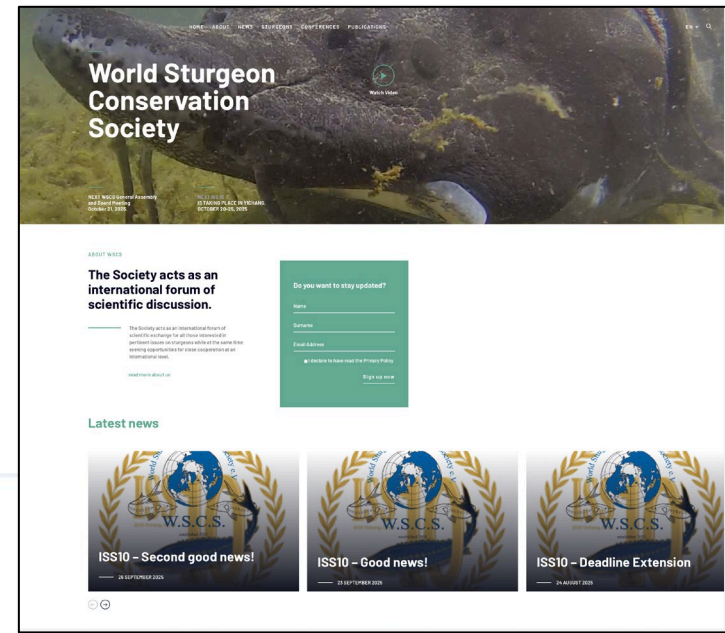 HOME ABOUT NEWS STURGEONS CONFERENCES PUBLICATIONS
EN
World Sturgeon
Conservation
Society
Watch Video
NEXT WSCS General Assembly
and Board Meeting
October 21, 2025
IS TAKING PLACE IN YICHANG,
OCTOBER 20-25, 2025
ABOUT WSCS
The Society acts as an
international forum of
scientific discussion.
The Society acts as an international forum of
scientific exchange for all those interested in
pertinent issues on sturgeons while at the same time
seeking opportunities for close cooperation at an
international level.
read more about us
Do you want to stay updated?
Name
Surname
Email Address
I declare to have read the Privacy Policy
Sign up now
Latest news
W.S.C.S.
ISS10 – Second good news!
26 SEPTEMBER 2025
W.S.C.S.
ISS10 – Good news!
23 SEPTEMBER 2025
W.S.C.S.
ISS10 – Deadline Extension
24 AUGUST 2025